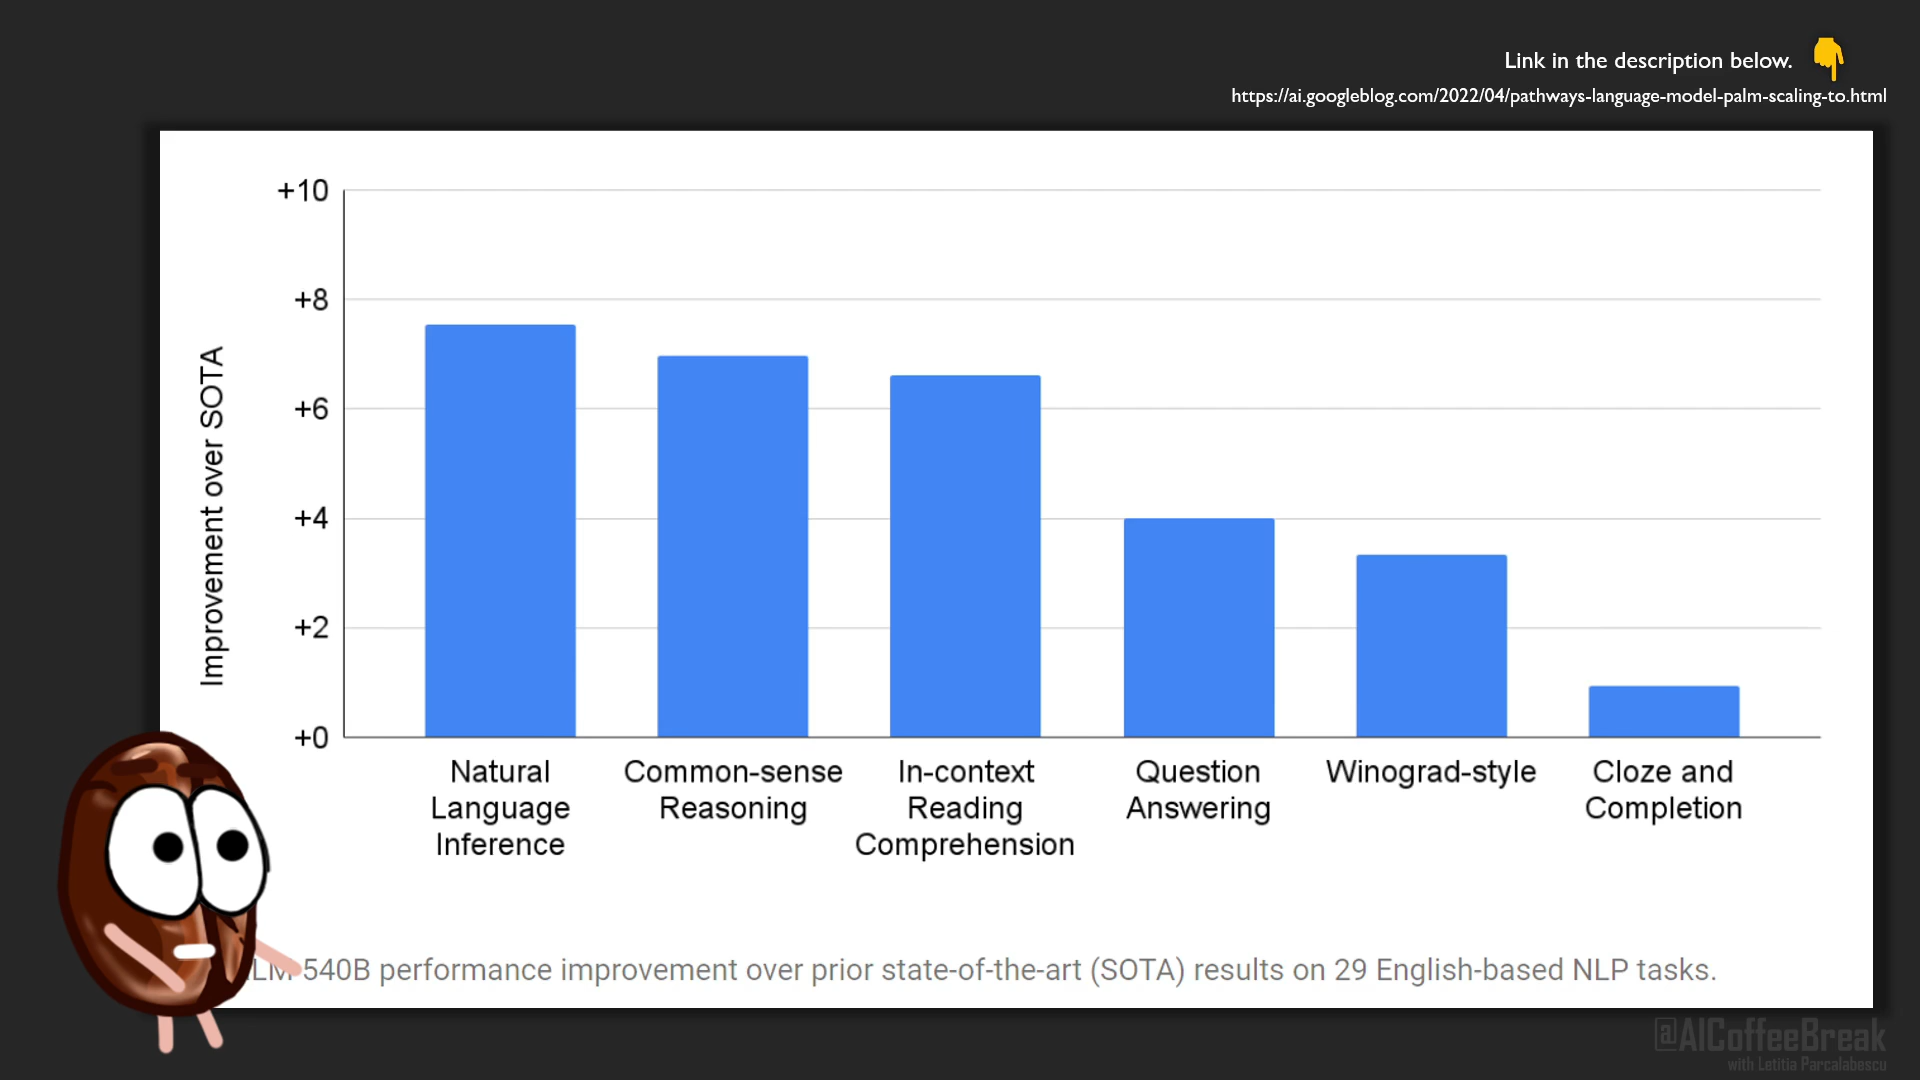 Link in the description below.
https://ai.googleblog.com/2022/04/pathways-language-model-palm-scaling-to.html
+10
+8
+6
+4
+2
+0
Improvement over SOTA
Natural
Language
Inference
Common-sense
Reasoning
In-context
Reading
Comprehension
Question
Answering
Winograd-style
Cloze and
Completion
540B performance improvement over prior state-of-the-art (SOTA) results on 29 English-based NLP tasks.
@AICoffeeBreak
with Letitia Parcalabescu